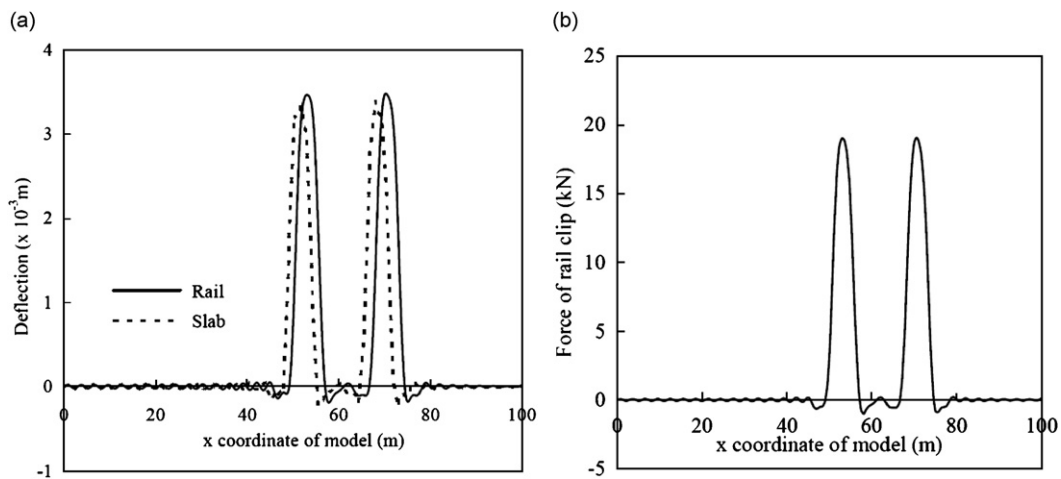 (a)
4
3
2
1
0
-1
Deflection (x 10⁻³m)
Rail
Slab
0 20 40 60 80 100
x coordinate of model (m)
(b)
25
20
15
10
5
0
-5
Force of rail clip (kN)
0 20 40 60 80 100
x coordinate of model (m)